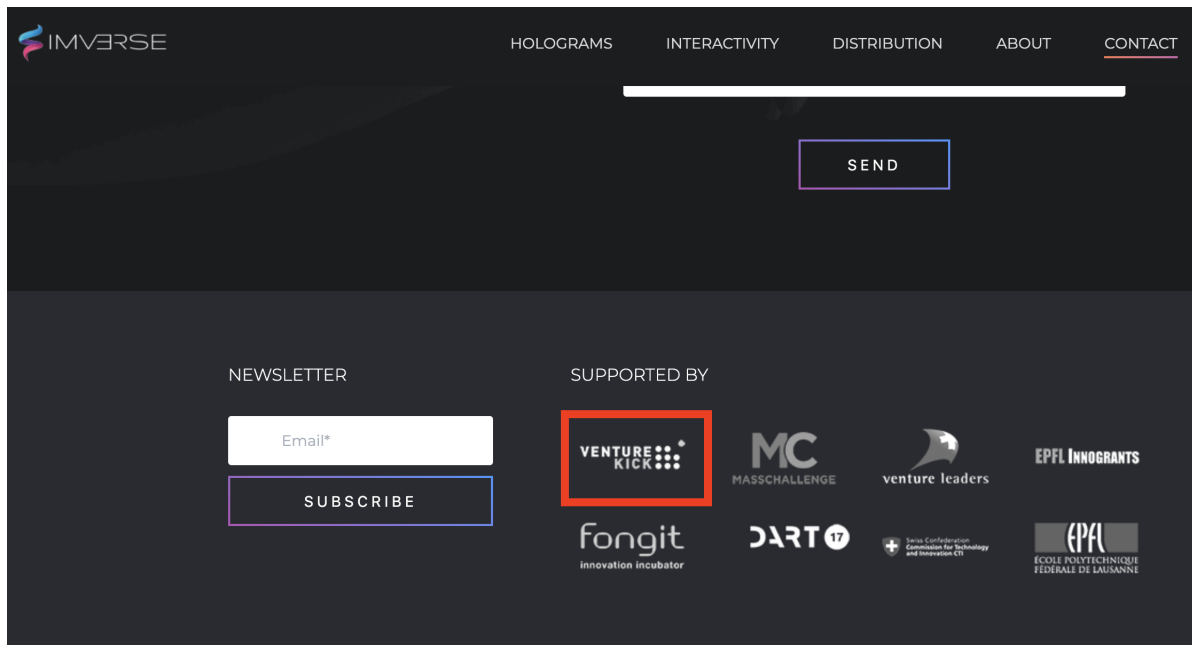 IMVERSE
HOLOGRAMS
INTERACTIVITY
DISTRIBUTION
ABOUT
CONTACT
SEND
NEWSLETTER
Email*
SUBSCRIBE
SUPPORTED BY
VENTURE
KICK
MC
MASSCHALLENGE
venture leaders
EPFL INNOGRANTS
fongit
innovation incubator
DART 17
Swiss Confederation
Commission for Technology
and Innovation CTI
EPFL
ÉCOLE POLYTECHNIQUE
FÉDÉRALE DE LAUSANNE